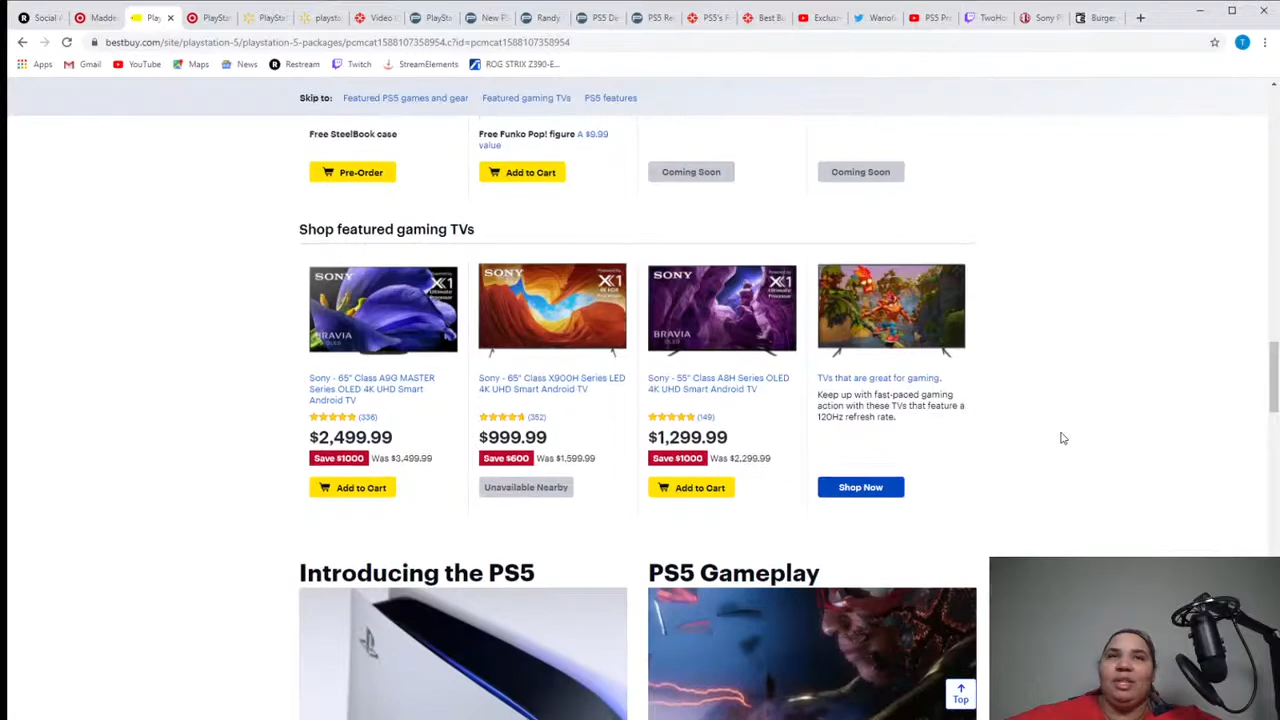 Social A
Madde
Play
PlaySta
PlaySt
playst
Video
PlaySt
New P
Randy
PS5 De
PS5 Re
PS5's F
Best Bu
Exclus
Wanof
PS5 Pr
TwoHo
Sony P
Burger
bestbuy.com/site/playstation-5/playstation-5-packages/pcmcat1588107358954.c?id=pcmcat1588107358954
T
Apps Gmail YouTube Maps News Restream Twitch StreamElements ROG STRIX Z390-E...
Skip to: Featured PS5 games and gear Featured gaming TVs PS5 features
Free SteelBook case
Free Funko Pop! figure A $9.99
value
Pre-Order
Add to Cart
Coming Soon
Coming Soon
Shop featured gaming TVs
SONY
X1
BRAVIA
OLED
Sony - 65" Class A9G MASTER
Series OLED 4K UHD Smart
Android TV
(336)
$2,499.99
Save $1000 Was $3,499.99
Add to Cart
SONY
X1
4K HDR
Sony - 65" Class X900H Series LED
4K UHD Smart Android TV
(352)
$999.99
Save $600 Was $1,599.99
Unavailable Nearby
SONY
X1
BRAVIA
OLED
Sony - 55" Class A8H Series OLED
4K UHD Smart Android TV
(149)
$1,299.99
Save $1000 Was $2,299.99
Add to Cart
TVs that are great for gaming.
Keep up with fast-paced gaming
action with these TVs that feature a
120Hz refresh rate.
Shop Now
Introducing the PS5
PS5 Gameplay
Top